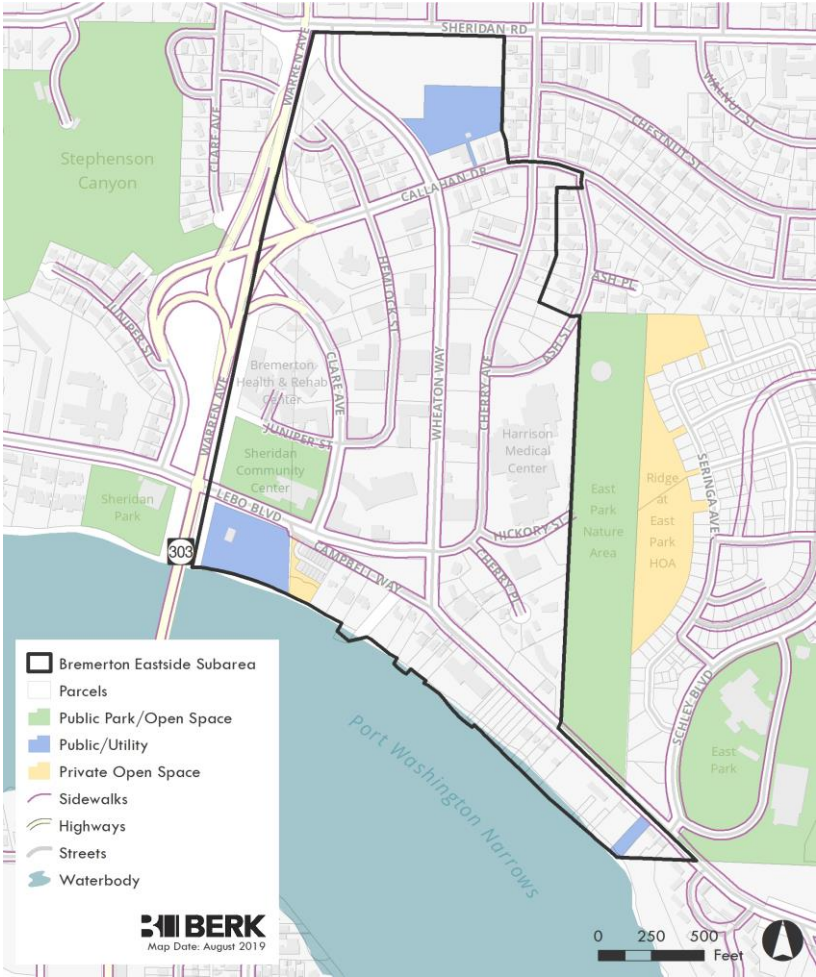 SHERIDAN RD
WARREN AVE
CLARE AVE
WALNUT ST
CHESTNUT ST
Stephenson
Canyon
CALLAHAN DR
HEMLOCK ST
ASH PL
JUNIPER ST
ASH ST
Bremerton
Health & Rehab
Center
CLARE AVE
WHEATON WAY
CHERRY AVE
WARREN AVE
JUNIPER ST
Harrison
Medical
Center
Sheridan
Community
Center
SERINGA AVE
Sheridan
Park
East
Park
Nature
Area
Ridge
at
East
Park
HOA
LEBO BLVD
HICKORY ST
303
CAMPBELL WAY
CHERRY PL
SCHLEY BLVD
East
Park
Port Washington Narrows
Bremerton Eastside Subarea
Parcels
Public Park/Open Space
Public/Utility
Private Open Space
Sidewalks
Highways
Streets
Waterbody
BERK
Map Date: August 2019
0 250 500
Feet